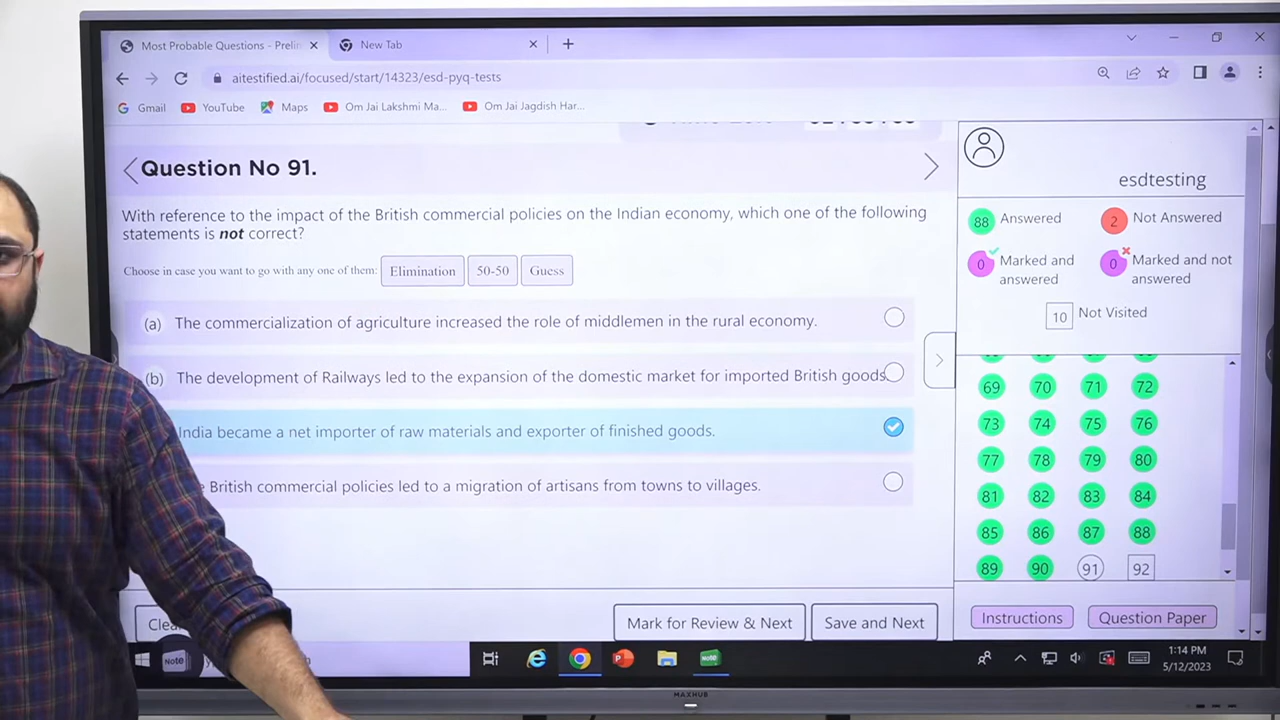 Most Probable Questions - Prelin
New Tab
aitestified.ai/focused/start/14323/esd-pyq-tests
Gmail
YouTube
Maps
Om Jai Lakshmi Ma...
Om Jai Jagdish Har...
Question No 91.
With reference to the impact of the British commercial policies on the Indian economy, which one of the following
statements is not correct?
Choose in case you want to go with any one of them:
Elimination
50-50
Guess
(a) The commercialization of agriculture increased the role of middlemen in the rural economy.
(b) The development of Railways led to the expansion of the domestic market for imported British goods
India became a net importer of raw materials and exporter of finished goods.
British commercial policies led to a migration of artisans from towns to villages.
Mark for Review & Next
Save and Next
esdtesting
88 Answered
2 Not Answered
0 Marked and
answered
0 Marked and not
answered
10 Not Visited
69 70 71 72
73 74 75 76
77 78 79 80
81 82 83 84
85 86 87 88
89 90 91 92
Instructions
Question Paper
Note
1:14 PM
5/12/2023
MAXHUB